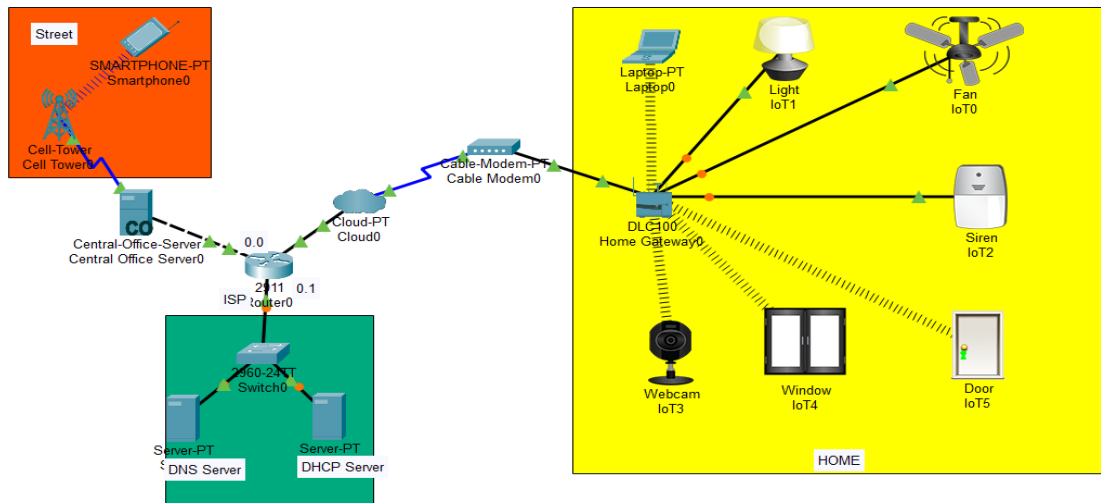 Street
SMARTPHONE-PT
Smartphone0
Cell-Tower
Cell Tower0
CO
Central-Office-Server
Central Office Server0
0.0
2911
0.1
ISP
Router0
Cloud-PT
Cloud0
Cable-Modem-PT
Cable Modem0
2960-24TT
Switch0
Server-PT
DNS Server
Server-PT
DHCP Server
Laptop-PT
Laptop0
Light
IoT1
Fan
IoT0
DLC100
Home Gateway0
Siren
IoT2
Webcam
IoT3
Window
IoT4
Door
IoT5
HOME